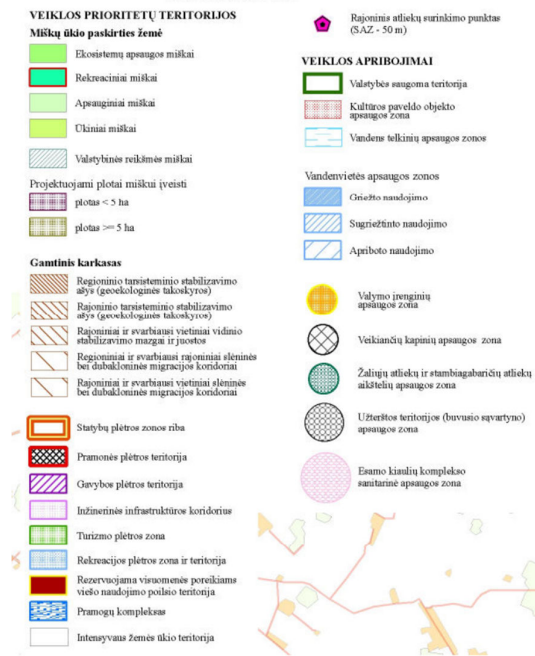 VEIKLOS PRIORITETŲ TERITORIJOS
Miškų ūkio paskirties žemė
Ekosistemų apsaugos miškai
Rekreaciniai miškai
Apsauginiai miškai
Ūkiniai miškai
Valstybinės reikšmės miškai
Projektuojami plotai miškui įveisti
plotas < 5 ha
plotas >= 5 ha
Gamtinis karkasas
Regioninio tarsisteminio stabilizavimo
ašys (geoekologinės takoskyros)
Rajoninio tarsisteminio stabilizavimo
ašys (geoekologinės takoskyros)
Rajoniniai ir svarbiausi vietiniai vidinio
stabilizavimo mazgai ir juostos
Regioniniai ir svarbiausi rajoniniai slėninės
bei dubakloninės migracijos koridoriai
Rajoniniai ir svarbiausi vietiniai slėninės
bei dubakloninės migracijos koridoriai
Statybų plėtros zonos riba
Pramonės plėtros teritorija
Gavybos plėtros teritorija
Inžinerinės infrastruktūros koridorius
Turizmo plėtros zona
Rekreacijos plėtros zona ir teritorija
Rezervuojama visuomenės poreikiams
viešo naudojimo poilsio teritorija
Pramogų kompleksas
Intensyvaus žemės ūkio teritorija
Rajoninis atliekų surinkimo punktas
(SAZ - 50 m)
VEIKLOS APRIBOJIMAI
Valstybės saugoma teritorija
Kultūros paveldo objekto
apsaugos zona
Vandens telkinių apsaugos zonos
Vandenvietės apsaugos zonos
Griežto naudojimo
Sugriežtinto naudojimo
Apriboto naudojimo
Valymo įrenginių
apsaugos zona
Veikiančių kapinių apsaugos zona
Žaliųjų atliekų ir stambiagabaričių atliekų
aikštelių apsaugos zona
Užterštos teritorijos (buvusio sąvartyno)
apsaugos zona
Esamo kiaulių komplekso
sanitarinė apsaugos zona